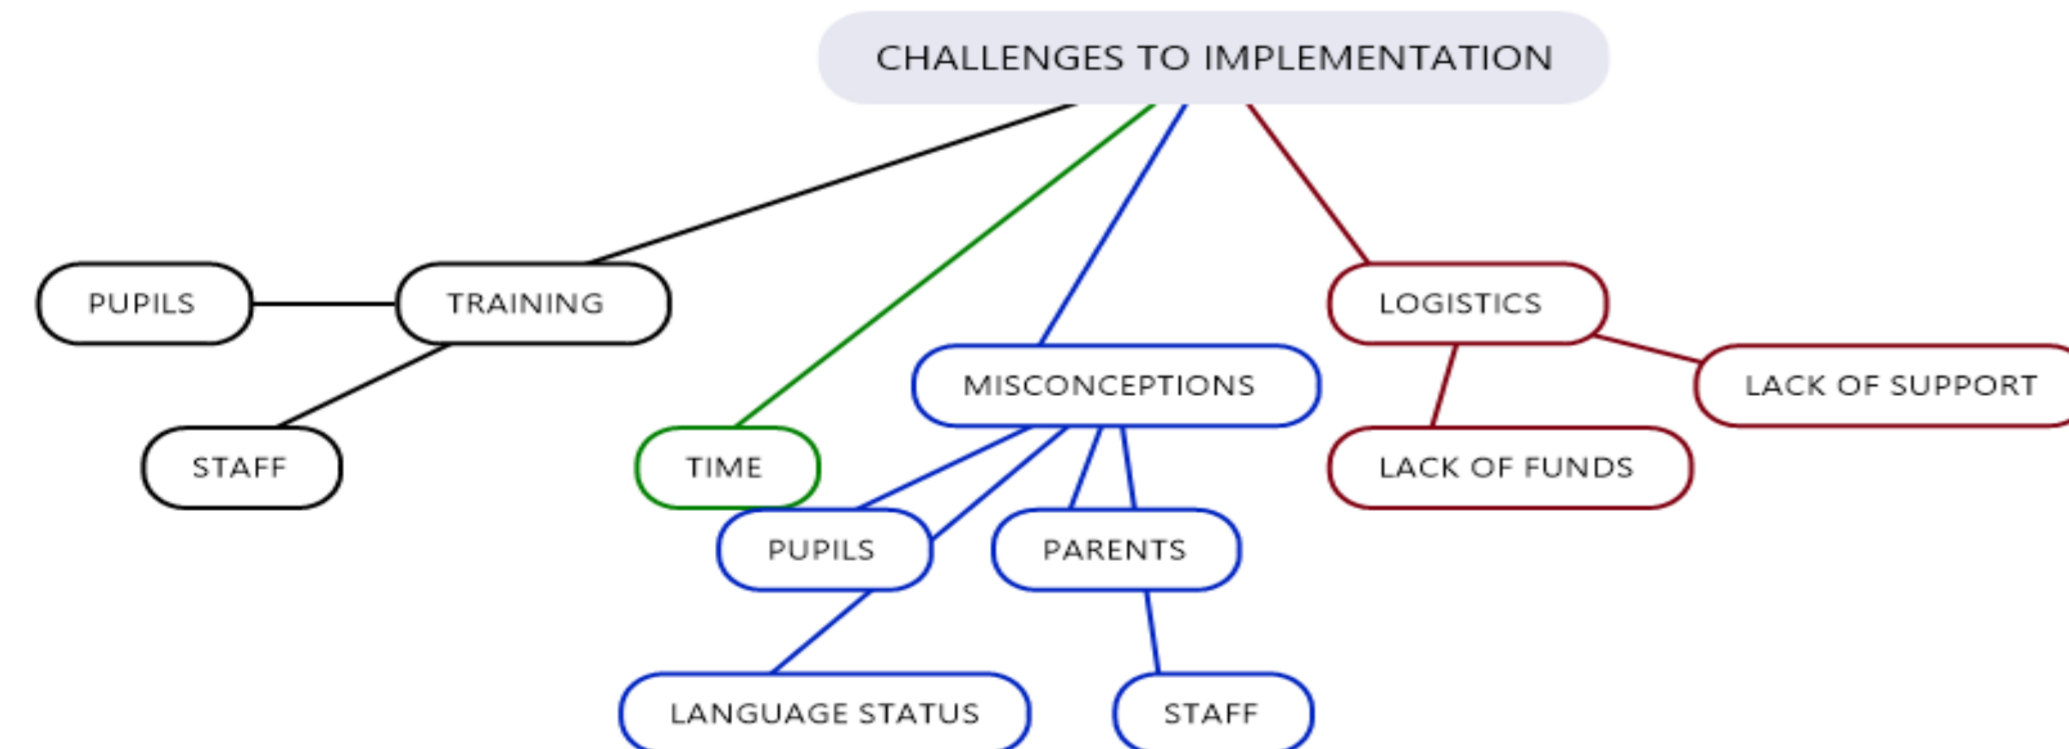 CHALLENGES TO IMPLEMENTATION
PUPILS
TRAINING
LOGISTICS
MISCONCEPTIONS
LACK OF SUPPORT
STAFF
TIME
LACK OF FUNDS
PUPILS
PARENTS
LANGUAGE STATUS
STAFF